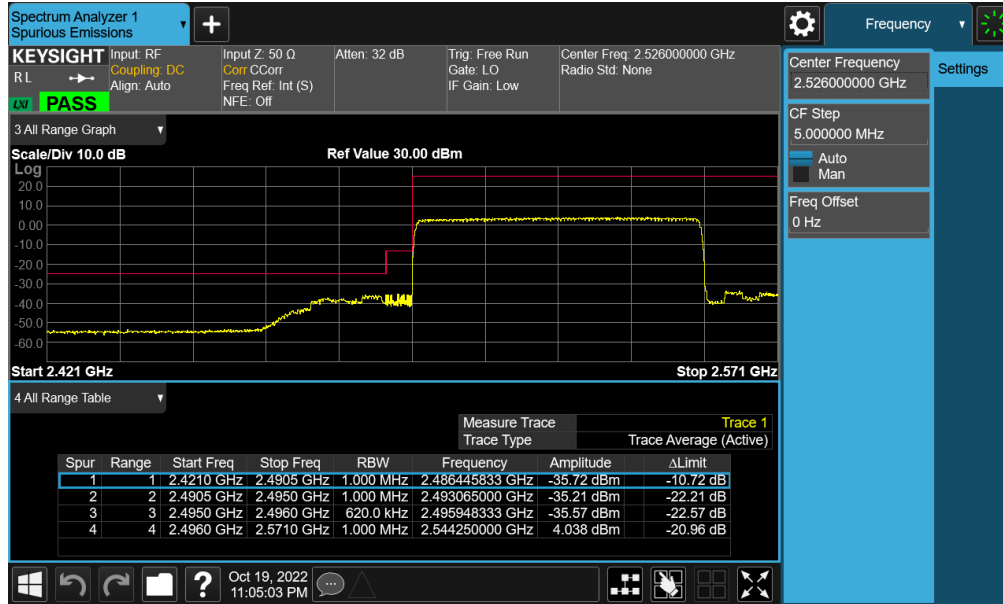 Spectrum Analyzer 1
Spurious Emissions
Frequency
KEYSIGHT
R L
LXI
PASS
Input: RF
Coupling: DC
Align: Auto
Input Z: 50 Ω
Corr CCorr
Freq Ref: Int (S)
NFE: Off
Atten: 32 dB
Trig: Free Run
Gate: LO
IF Gain: Low
Center Freq: 2.526000000 GHz
Radio Std: None
Center Frequency
2.526000000 GHz
Settings
CF Step
5.000000 MHz
Auto
Man
Freq Offset
0 Hz
3 All Range Graph
Scale/Div 10.0 dB
Ref Value 30.00 dBm
Log
20.0
10.0
0.00
-10.0
-20.0
-30.0
-40.0
-50.0
-60.0
Start 2.421 GHz
Stop 2.571 GHz
4 All Range Table
Measure Trace Trace 1
Trace Type Trace Average (Active)
Spur Range Start Freq Stop Freq RBW Frequency Amplitude ΔLimit
1 1 2.4210 GHz 2.4905 GHz 1.000 MHz 2.486445833 GHz -35.72 dBm -10.72 dB
2 2 2.4905 GHz 2.4950 GHz 1.000 MHz 2.493065000 GHz -35.21 dBm -22.21 dB
3 3 2.4950 GHz 2.4960 GHz 620.0 kHz 2.495948333 GHz -35.57 dBm -22.57 dB
4 4 2.4960 GHz 2.5710 GHz 1.000 MHz 2.544250000 GHz 4.038 dBm -20.96 dB
?
Oct 19, 2022
11:05:03 PM